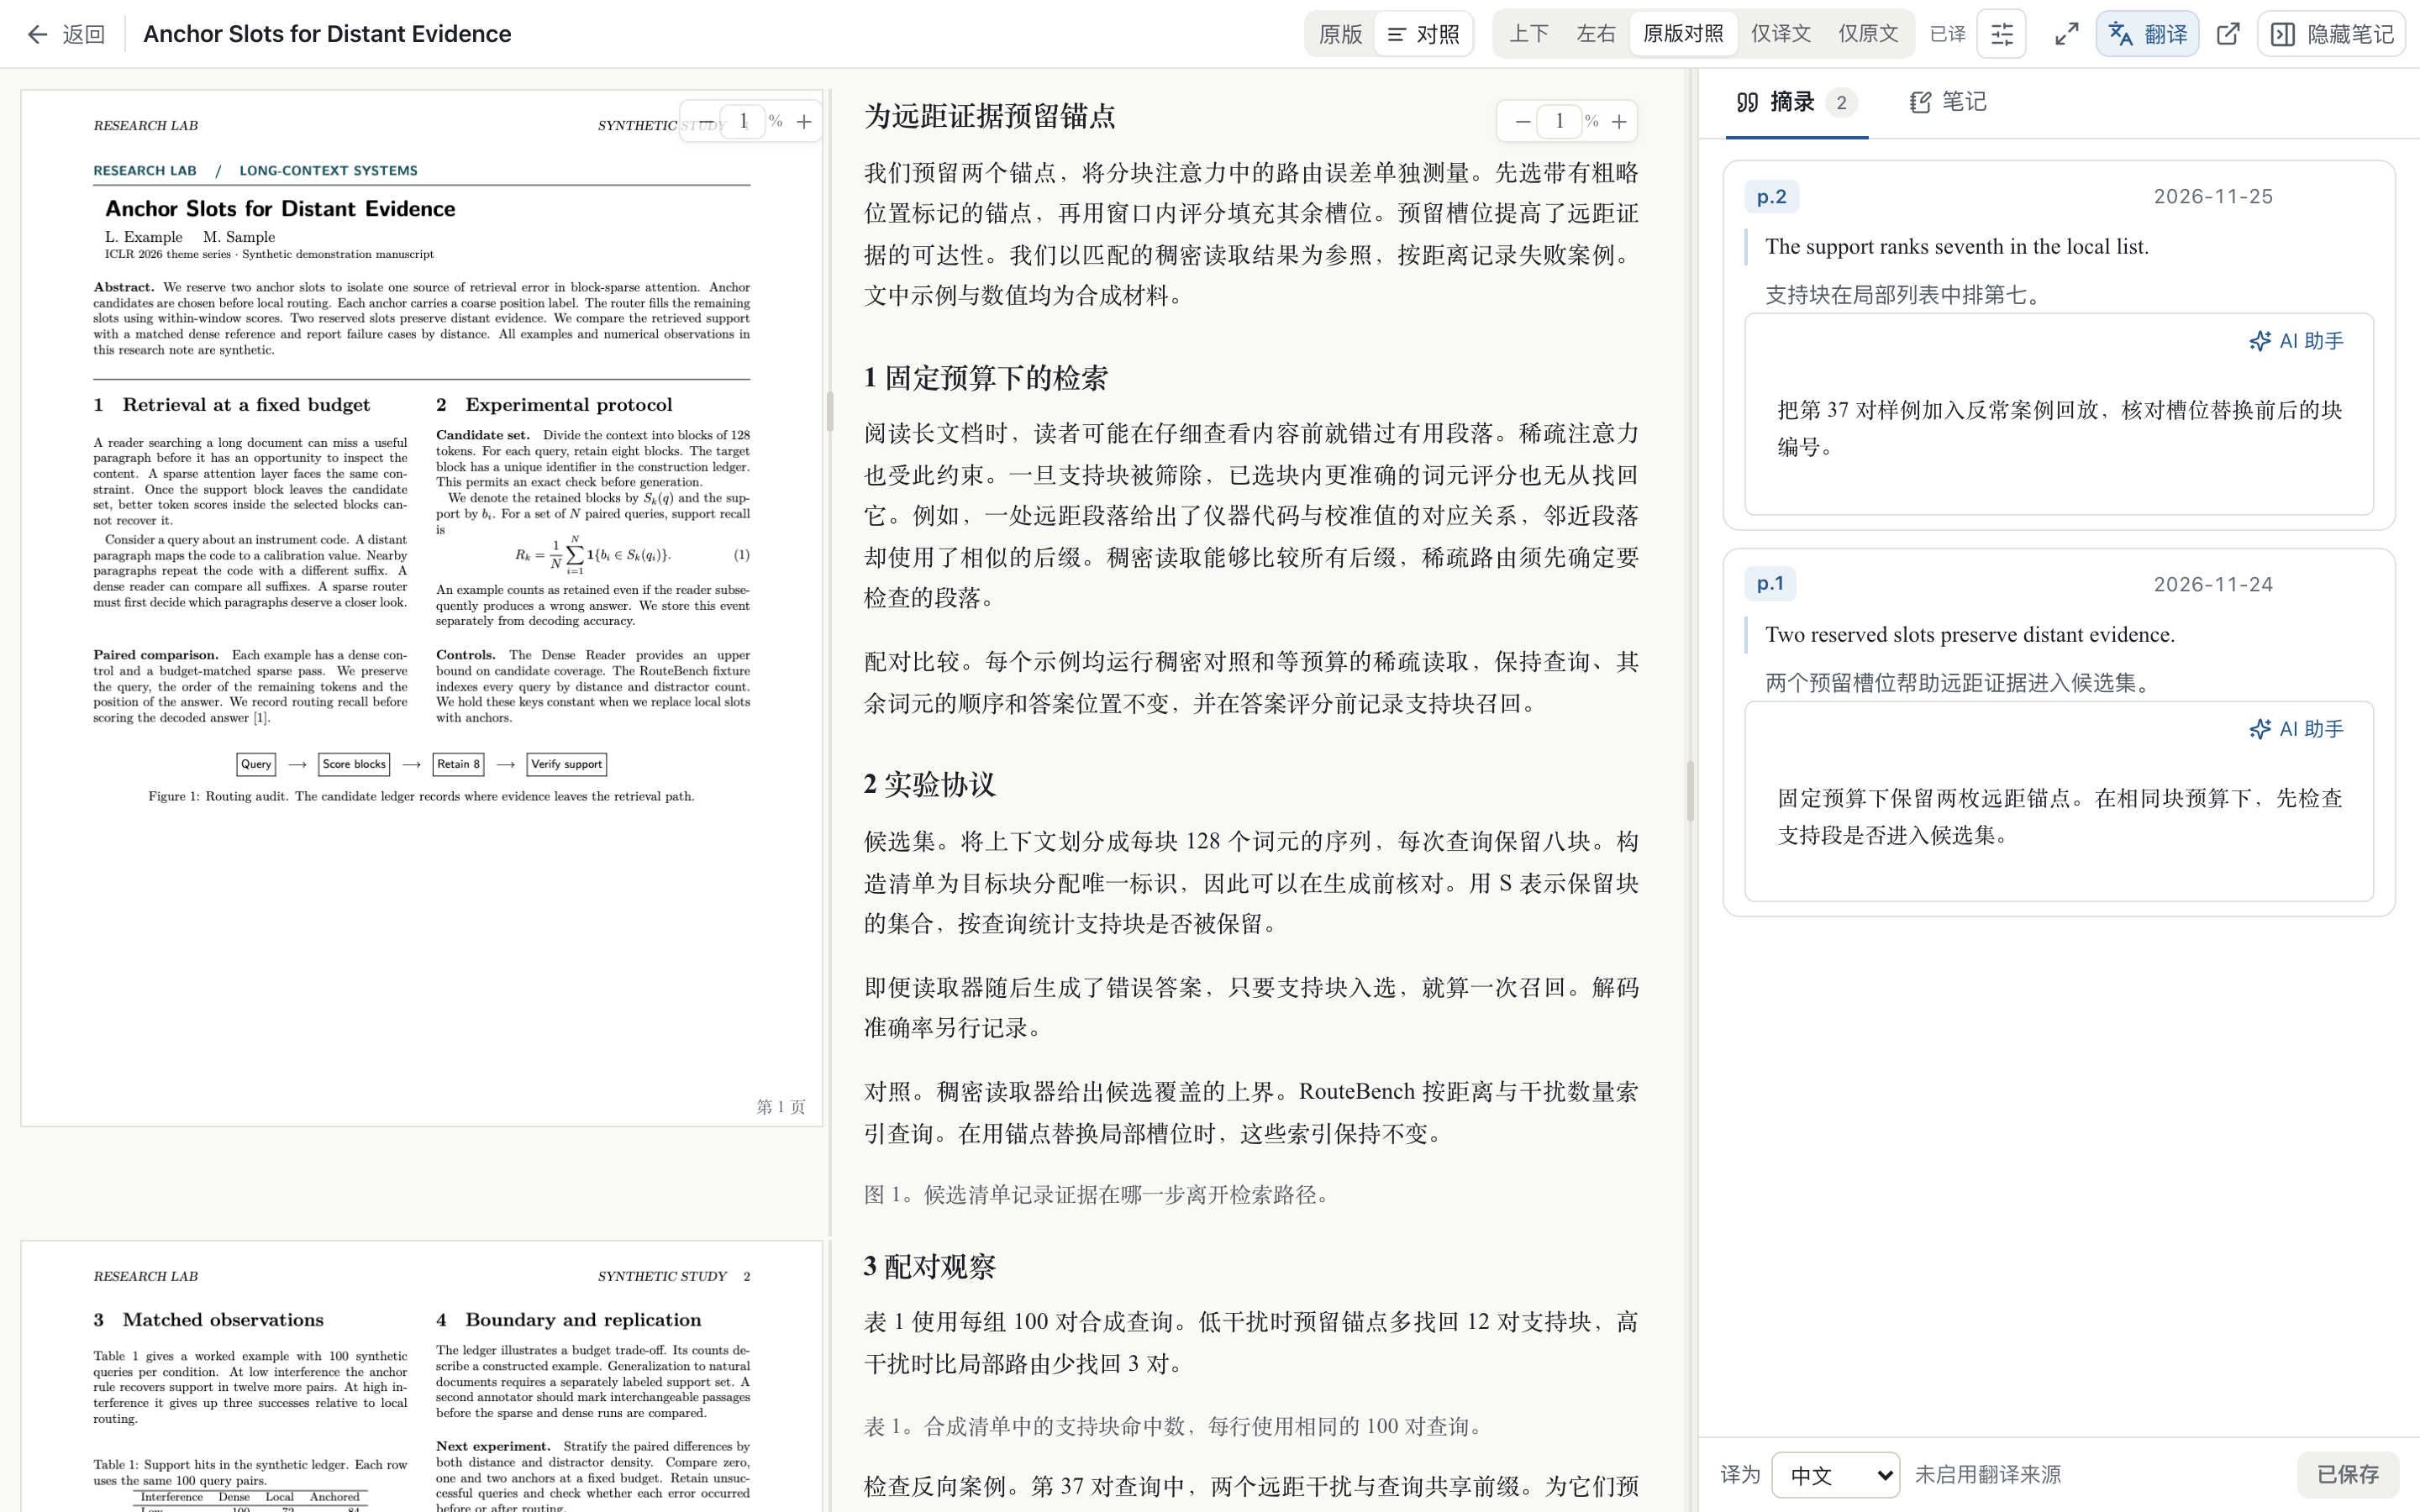 返回
Anchor Slots for Distant Evidence
原版
对照
上下
左右
原版对照
仅译文
仅原文
已译
翻译
隐藏笔记
RESEARCH LAB
SYNTHETIC STUDY
1 %
RESEARCH LAB / LONG-CONTEXT SYSTEMS
Anchor Slots for Distant Evidence
L. Example M. Sample
ICLR 2026 theme series · Synthetic demonstration manuscript
Abstract. We reserve two anchor slots to isolate one source of retrieval error in block-sparse attention. Anchor
candidates are chosen before local routing. Each anchor carries a coarse position label. The router fills the remaining
slots using within-window scores. Two reserved slots preserve distant evidence. We compare the retrieved support
with a matched dense reference and report failure cases by distance. All examples and numerical observations in
this research note are synthetic.
1 Retrieval at a fixed budget
A reader searching a long document can miss a useful
paragraph before it has an opportunity to inspect the
content. A sparse attention layer faces the same con-
straint. Once the support block leaves the candidate
set, better token scores inside the selected blocks can-
not recover it.
Consider a query about an instrument code. A distant
paragraph maps the code to a calibration value. Nearby
paragraphs repeat the code with a different suffix. A
dense reader can compare all suffixes. A sparse router
must first decide which paragraphs deserve a closer look.
Paired comparison. Each example has a dense con-
trol and a budget-matched sparse pass. We preserve
the query, the order of the remaining tokens and the
position of the answer. We record routing recall before
scoring the decoded answer [1].
2 Experimental protocol
Candidate set. Divide the context into blocks of 128
tokens. For each query, retain eight blocks. The target
block has a unique identifier in the construction ledger.
This permits an exact check before generation.
We denote the retained blocks by Sk(q) and the sup-
port by bi. For a set of N paired queries, support recall
is
Rk = 1/N ∑_{i=1}^{N} 1{bi ∈ Sk(qi)}. (1)
An example counts as retained even if the reader subse-
quently produces a wrong answer. We store this event
separately from decoding accuracy.
Controls. The Dense Reader provides an upper
bound on candidate coverage. The RouteBench fixture
indexes every query by distance and distractor count.
We hold these keys constant when we replace local slots
with anchors.
Query → Score blocks → Retain 8 → Verify support
Figure 1: Routing audit. The candidate ledger records where evidence leaves the retrieval path.
第 1 页
RESEARCH LAB
SYNTHETIC STUDY 2
3 Matched observations
Table 1 gives a worked example with 100 synthetic
queries per condition. At low interference the anchor
rule recovers support in twelve more pairs. At high in-
terference it gives up three successes relative to local
routing.
Table 1: Support hits in the synthetic ledger. Each row
uses the same 100 query pairs.
Interference Dense Local Anchored
4 Boundary and replication
The ledger illustrates a budget trade-off. Its counts de-
scribe a constructed example. Generalization to natural
documents requires a separately labeled support set. A
second annotator should mark interchangeable passages
before the sparse and dense runs are compared.
Next experiment. Stratify the paired differences by
both distance and distractor density. Compare zero,
one and two anchors at a fixed budget. Retain unsuc-
cessful queries and check whether each error occurred
before or after routing.
为远距证据预留锚点
1 %
我们预留两个锚点，将分块注意力中的路由误差单独测量。先选带有粗略
位置标记的锚点，再用窗口内评分填充其余槽位。预留槽位提高了远距证
据的可达性。我们以匹配的稠密读取结果为参照，按距离记录失败案例。
文中示例与数值均为合成材料。
1 固定预算下的检索
阅读长文档时，读者可能在仔细查看内容前就错过有用段落。稀疏注意力
也受此约束。一旦支持块被筛除，已选块内更准确的词元评分也无从找回
它。例如，一处远距段落给出了仪器代码与校准值的对应关系，邻近段落
却使用了相似的后缀。稠密读取能够比较所有后缀，稀疏路由须先确定要
检查的段落。
配对比较。每个示例均运行稠密对照和等预算的稀疏读取，保持查询、其
余词元的顺序和答案位置不变，并在答案评分前记录支持块召回。
2 实验协议
候选集。将上下文划分成每块 128 个词元的序列，每次查询保留八块。构
造清单为目标块分配唯一标识，因此可以在生成前核对。用 S 表示保留块
的集合，按查询统计支持块是否被保留。
即便读取器随后生成了错误答案，只要支持块入选，就算一次召回。解码
准确率另行记录。
对照。稠密读取器给出候选覆盖的上界。RouteBench 按距离与干扰数量索
引查询。在用锚点替换局部槽位时，这些索引保持不变。
图 1。候选清单记录证据在哪一步离开检索路径。
3 配对观察
表 1 使用每组 100 对合成查询。低干扰时预留锚点多找回 12 对支持块，高
干扰时比局部路由少找回 3 对。
表 1。合成清单中的支持块命中数，每行使用相同的 100 对查询。
检查反向案例。第 37 对查询中，两个远距干扰与查询共享前缀。为它们预
摘录 2
笔记
p.2
2026-11-25
The support ranks seventh in the local list.
支持块在局部列表中排第七。
AI 助手
把第 37 对样例加入反常案例回放，核对槽位替换前后的块
编号。
p.1
2026-11-24
Two reserved slots preserve distant evidence.
两个预留槽位帮助远距证据进入候选集。
AI 助手
固定预算下保留两枚远距锚点。在相同块预算下，先检查
支持段是否进入候选集。
译为
中文
未启用翻译来源
已保存